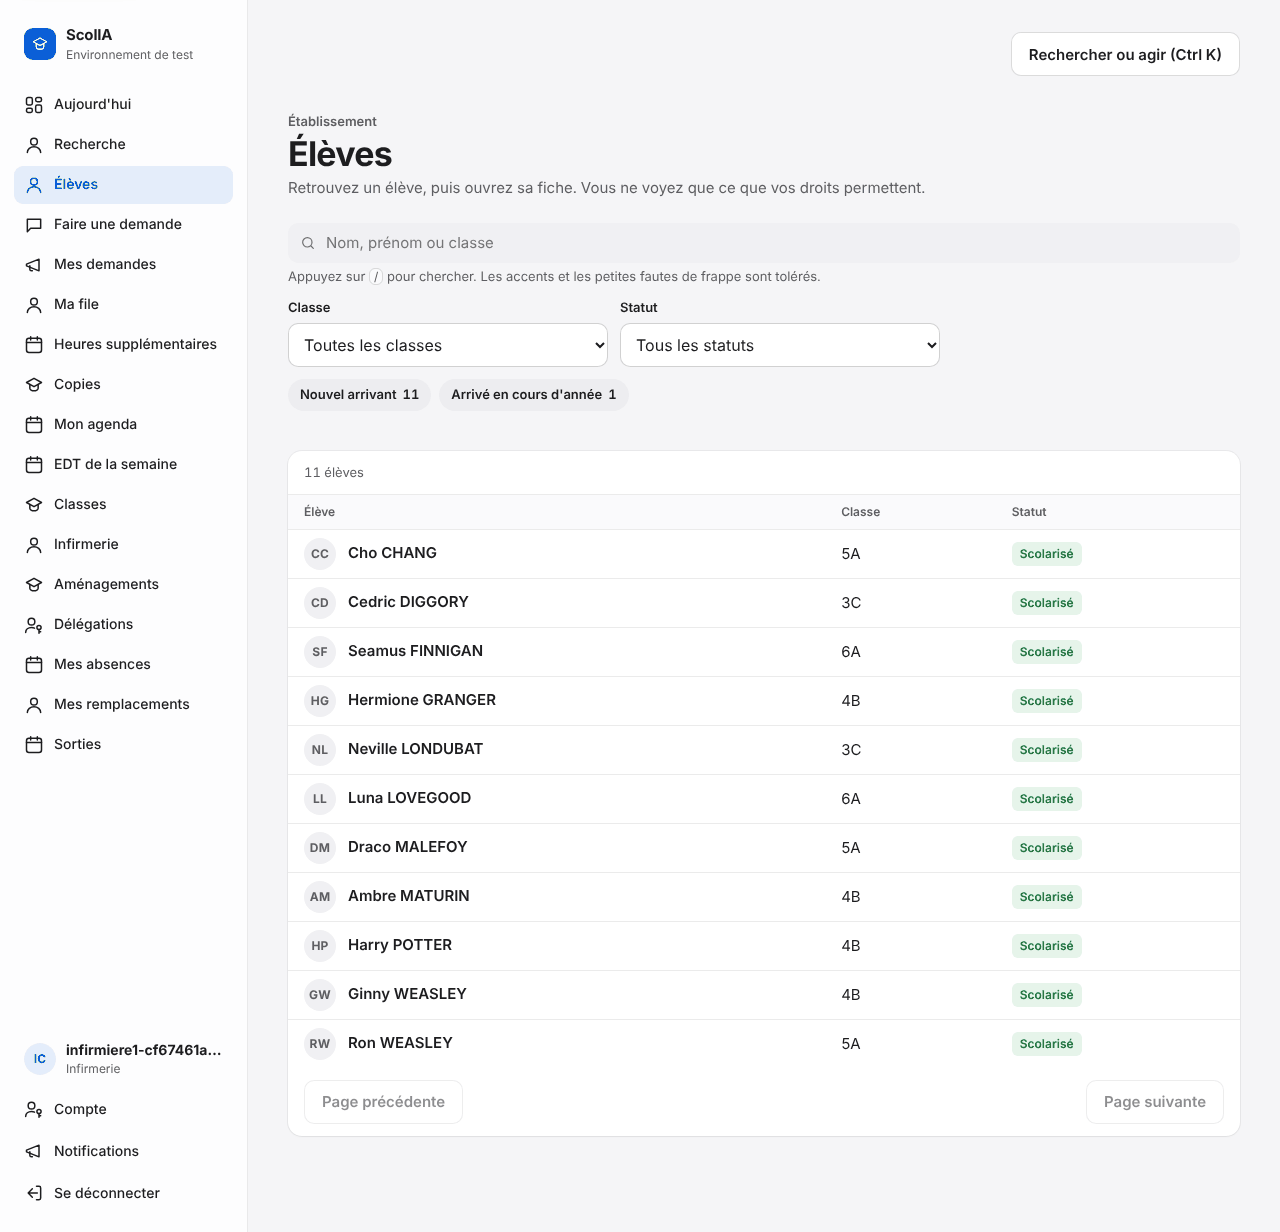 ScolIA
Environnement de test
Aujourd'hui
Recherche
Élèves
Faire une demande
Mes demandes
Ma file
Heures supplémentaires
Copies
Mon agenda
EDT de la semaine
Classes
Infirmerie
Aménagements
Délégations
Mes absences
Mes remplacements
Sorties
IC
infirmiere1-cf67461a...
Infirmerie
Compte
Notifications
Se déconnecter
Rechercher ou agir (Ctrl K)
Établissement
Élèves
Retrouvez un élève, puis ouvrez sa fiche. Vous ne voyez que ce que vos droits permettent.
Nom, prénom ou classe
Appuyez sur / pour chercher. Les accents et les petites fautes de frappe sont tolérés.
Classe Statut
Toutes les classes Tous les statuts
Nouvel arrivant 11 Arrivé en cours d'année 1
11 élèves
Élève Classe Statut
CC Cho CHANG 5A Scolarisé
CD Cedric DIGGORY 3C Scolarisé
SF Seamus FINNIGAN 6A Scolarisé
HG Hermione GRANGER 4B Scolarisé
NL Neville LONDUBAT 3C Scolarisé
LL Luna LOVEGOOD 6A Scolarisé
DM Draco MALEFOY 5A Scolarisé
AM Ambre MATURIN 4B Scolarisé
HP Harry POTTER 4B Scolarisé
GW Ginny WEASLEY 4B Scolarisé
RW Ron WEASLEY 5A Scolarisé
Page précédente Page suivante